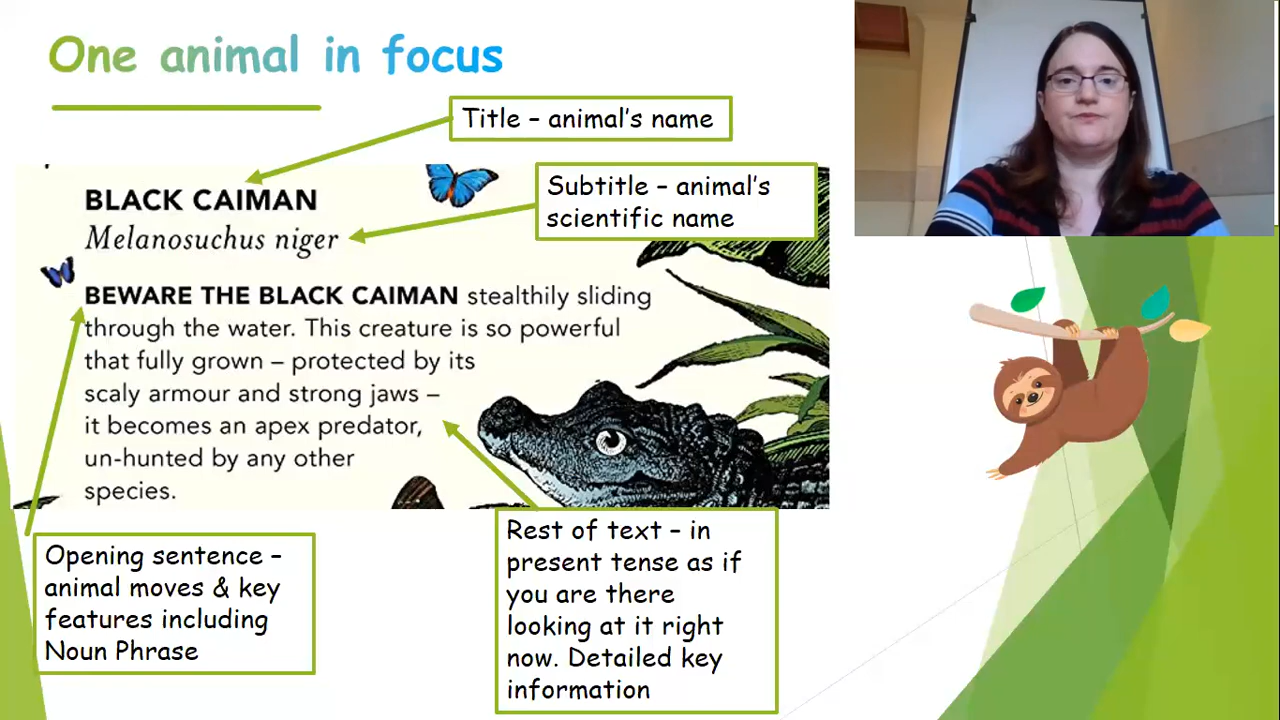 One animal in focus
Title – animal's name
Subtitle – animal's
scientific name
BLACK CAIMAN
Melanosuchus niger
BEWARE THE BLACK CAIMAN stealthily sliding
through the water. This creature is so powerful
that fully grown – protected by its
scaly armour and strong jaws –
it becomes an apex predator,
un-hunted by any other
species.
Opening sentence –
animal moves & key
features including
Noun Phrase
Rest of text – in
present tense as if
you are there
looking at it right
now. Detailed key
information